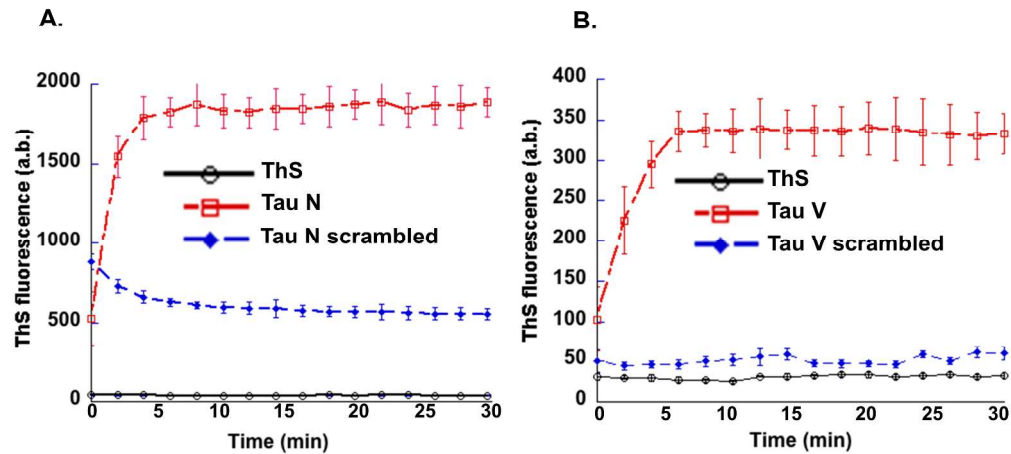 A.
ThS fluorescence (a.b.)
2000
1500
1000
500
0
ThS
Tau N
Tau N scrambled
0 5 10 15 20 25 30
Time (min)
B.
ThS fluorescence (a.b.)
400
350
300
250
200
150
100
50
0
ThS
Tau V
Tau V scrambled
0 5 10 15 20 25 30
Time (min)